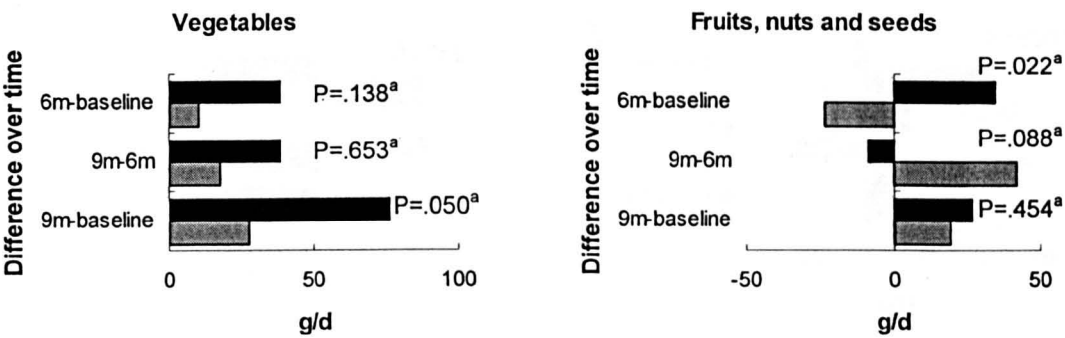 Vegetables
Difference over time
6m-baseline
P=.138a
9m-6m
P=.653a
9m-baseline
P=.050a
0
50
100
g/d
Fruits, nuts and seeds
Difference over time
6m-baseline
P=.022a
9m-6m
P=.088a
9m-baseline
P=.454a
-50
0
50
g/d